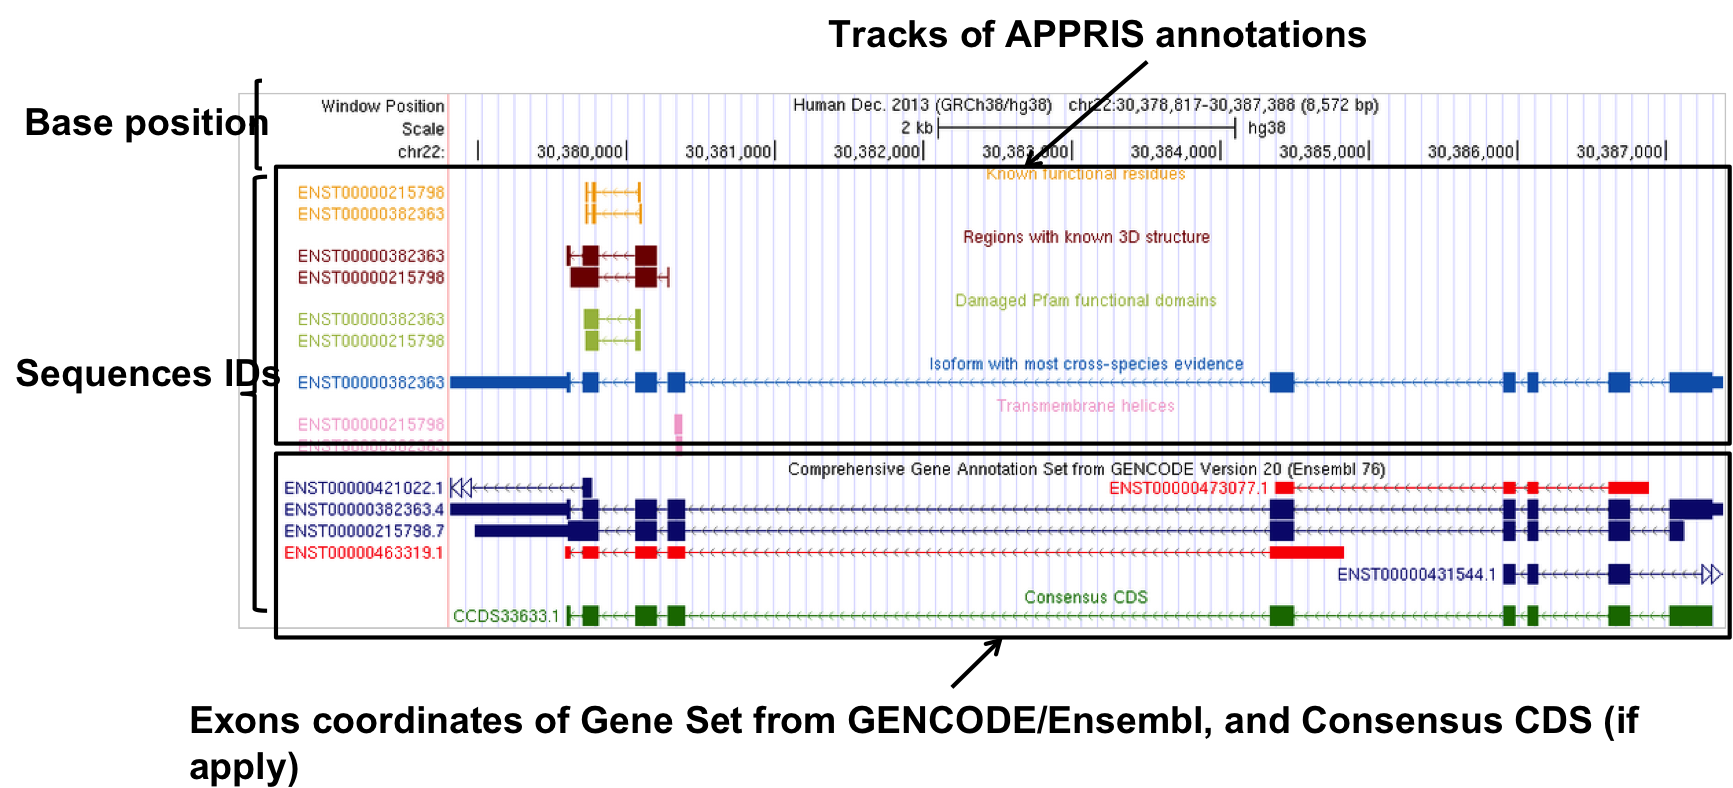 Tracks of APPRIS annotations
Base position
Window Position
Human Dec. 2013 (GRCh38/hg38) chr22:30,378,817-30,387,388 (8,572 bp)
Scale
2 kb
hg38
chr22:
30,380,000
30,381,000
30,382,000
30,383,000
30,384,000
30,385,000
30,386,000
30,387,000
Known functional residues
ENST00000215798
ENST00000382363
Regions with known 3D structure
ENST00000382363
ENST00000215798
Damaged Pfam functional domains
ENST00000382363
ENST00000215798
Sequences IDs
Isoform with most cross-species evidence
ENST00000382363
Transmembrane helices
ENST00000215798
ENST00000382363
Comprehensive Gene Annotation Set from GENCODE Version 20 (Ensembl 76)
ENST00000421022.1
ENST00000473077.1
ENST00000382363.4
ENST00000215798.7
ENST00000463319.1
ENST00000431544.1
Consensus CDS
CCDS33633.1
Exons coordinates of Gene Set from GENCODE/Ensembl, and Consensus CDS (if
apply)